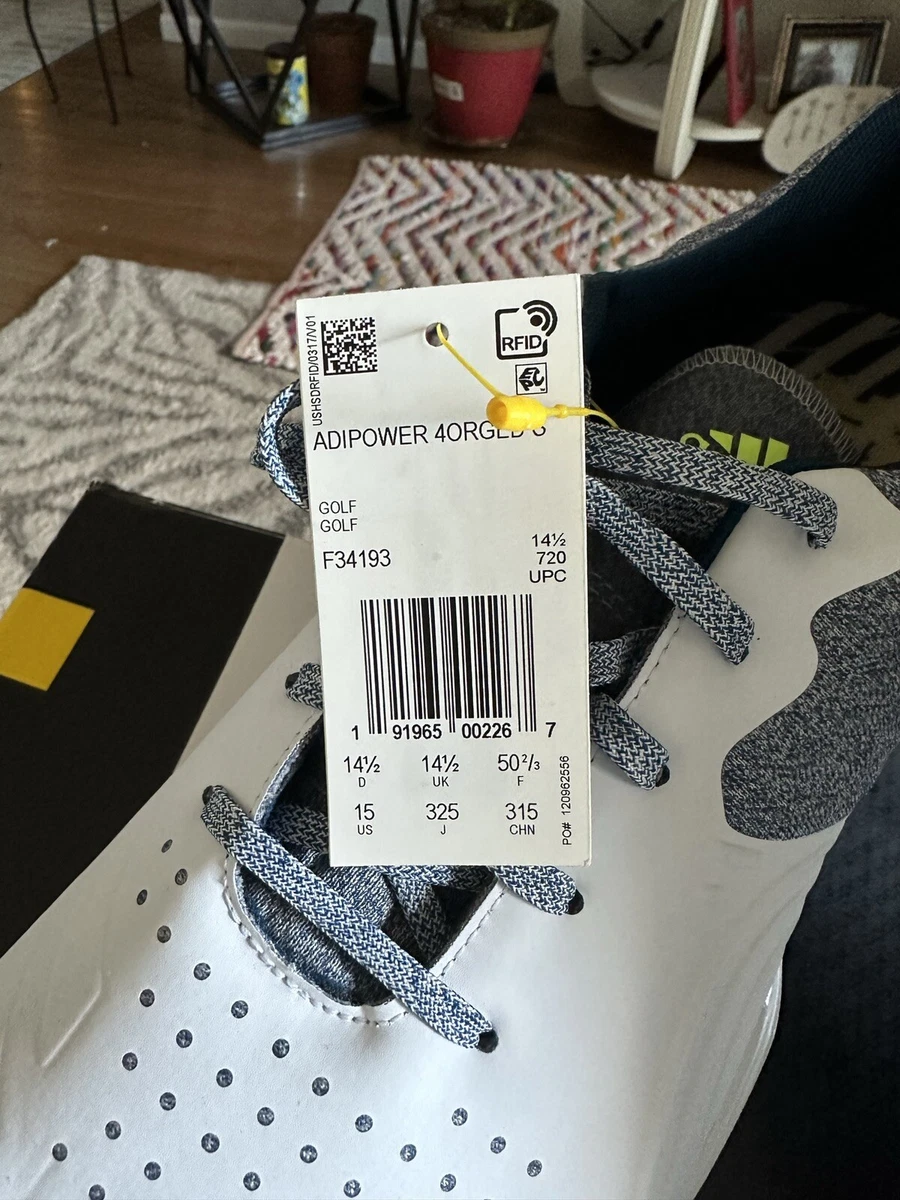 USHSDRFID/0317/V01
RFID
EPC
ADIPOWER 4ORGED S
GOLF
GOLF
F34193
14½
720
UPC
1 91965 00226 7
14½ 14½ 50⅔
D UK F
15 325 315
US J CHN
PO# 120962556